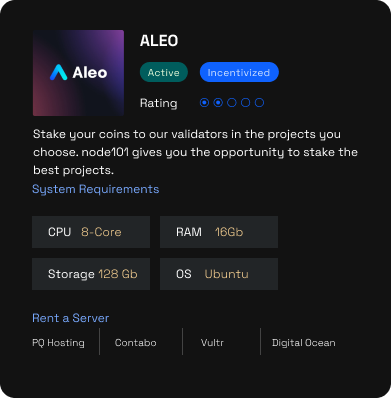 Aleo
ALEO
Active
Incentivized
Rating
Stake your coins to our validators in the projects you
choose. node101 gives you the opportunity to stake the
best projects.
System Requirements
CPU 8-Core
RAM 16Gb
Storage 128 Gb
OS Ubuntu
Rent a Server
PQ Hosting
Contabo
Vultr
Digital Ocean